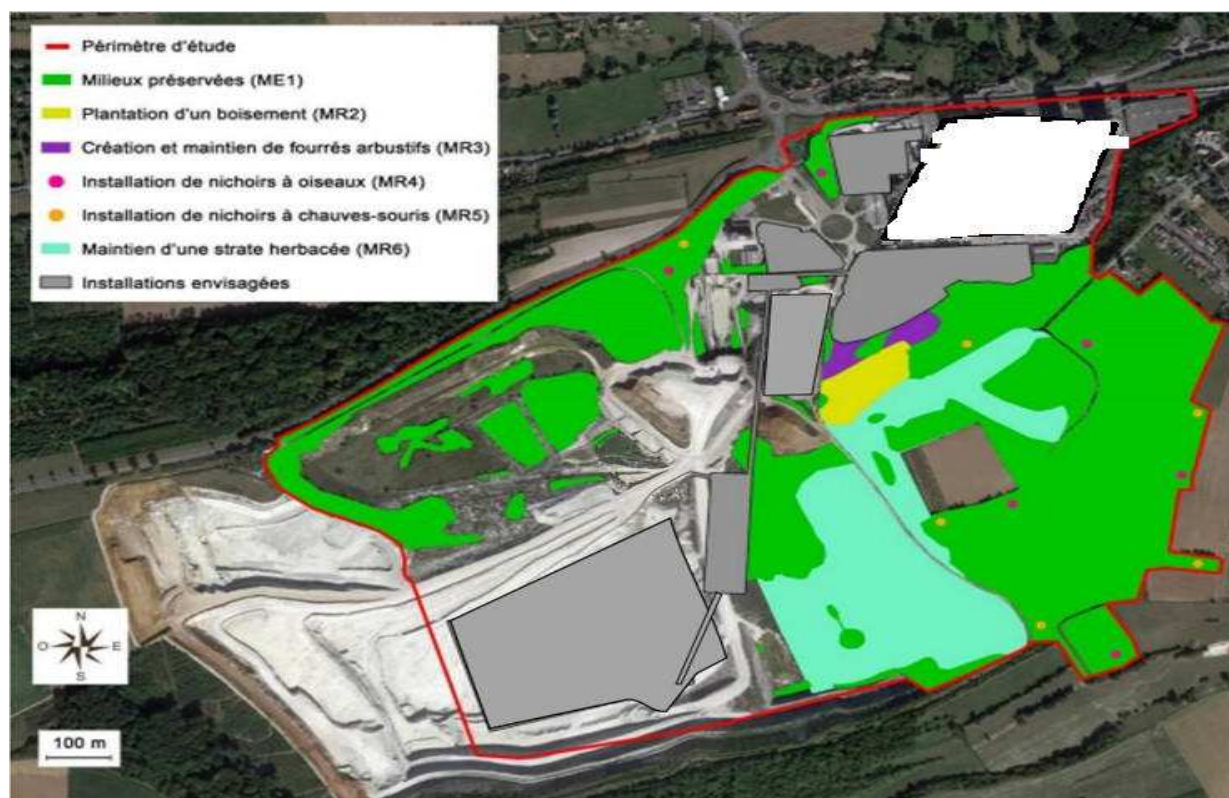 Périmètre d'étude
Milieux préservées (ME1)
Plantation d'un boisement (MR2)
Création et maintien de fourrés arbustifs (MR3)
Installation de nichoirs à oiseaux (MR4)
Installation de nichoirs à chauves-souris (MR5)
Maintien d'une strate herbacée (MR6)
Installations envisagées
N
O E
S
100 m